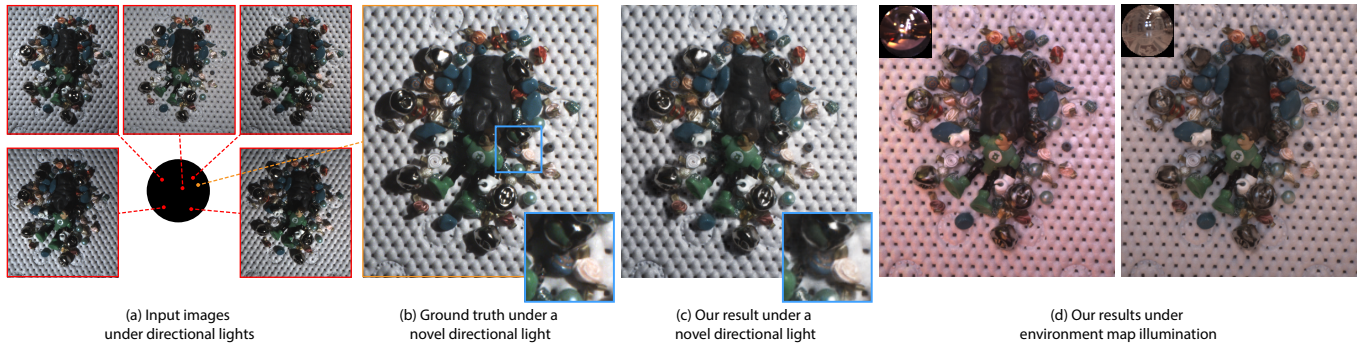 (a) Input images
under directional lights
(b) Ground truth under a
novel directional light
(c) Our result under a
novel directional light
(d) Our results under
environment map illumination